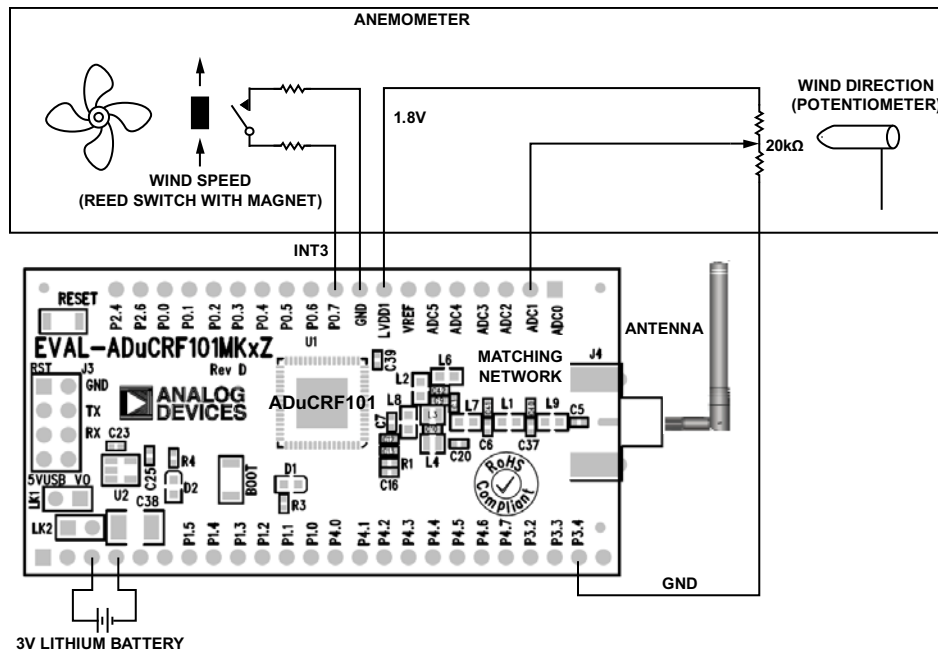 ANEMOMETER
WIND DIRECTION
(POTENTIOMETER)
1.8V
20kΩ
WIND SPEED
(REED SWITCH WITH MAGNET)
INT3
RESET
P2.4
P2.6
P0.0
P0.1
P0.2
P0.3
P0.4
P0.5
P0.6
P0.7
GND
LVDD1
VREF
ADC5
ADC4
ADC3
ADC2
ADC1
ADC0
ANTENNA
U1
EVAL-ADuCRF101MKxZ
Rev D
C39
L6
MATCHING
NETWORK
J4
RST
J3
GND
TX
RX
ANALOG
DEVICES
ADuCRF101
L2
L8
L3
L7
L1
L9
C5
C7
C6
C37
C23
C25
R4
L4
C20
R1
C16
RoHS
Compliant
5VUSB VO
U2
D2
BOOT
D1
R3
LK1
C38
LK2
P1.5
P1.4
P1.3
P1.2
P1.1
P1.0
P4.0
P4.1
P4.2
P4.3
P4.4
P4.5
P4.6
P4.7
P3.2
P3.3
P3.4
GND
3V LITHIUM BATTERY